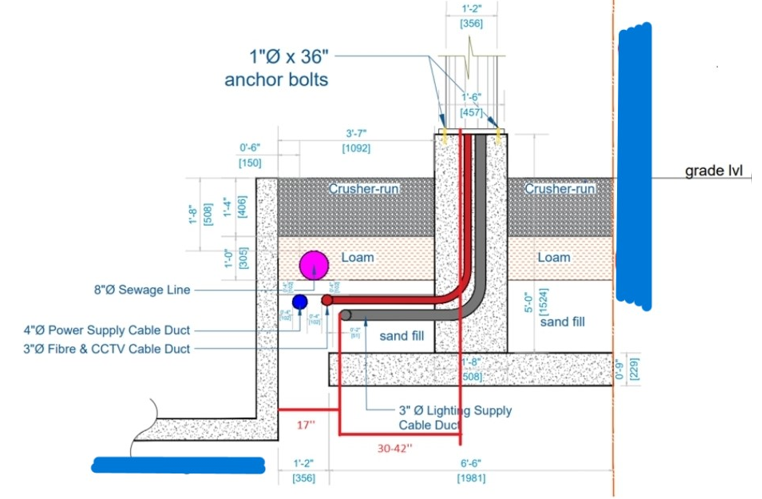 1'-2"
[356]
1"Ø x 36"
anchor bolts
1'-6"
[457]
3'-7"
[1092]
0'-6"
[150]
grade lvl
Crusher-run
Crusher-run
1'-8"
[508]
1'-4"
[406]
1'-0"
[305]
Loam
Loam
8"Ø Sewage Line
5'-0"
[1524]
4"Ø Power Supply Cable Duct
sand fill
sand fill
3"Ø Fibre & CCTV Cable Duct
1'-8"
508]
0'-9"
[229]
3" Ø Lighting Supply
Cable Duct
17"
30-42"
1'-2"
[356]
6'-6"
[1981]